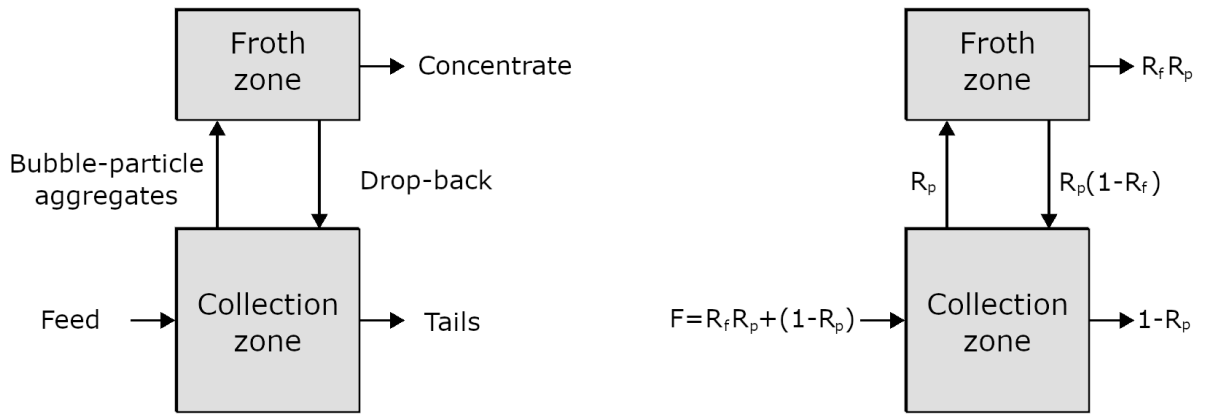 Froth
zone
Concentrate
Bubble-particle
aggregates
Drop-back
Feed
Collection
zone
Tails
Froth
zone
RfRp
Rp
Rp(1-Rf)
F=RfRp+(1-Rp)
Collection
zone
1-Rp